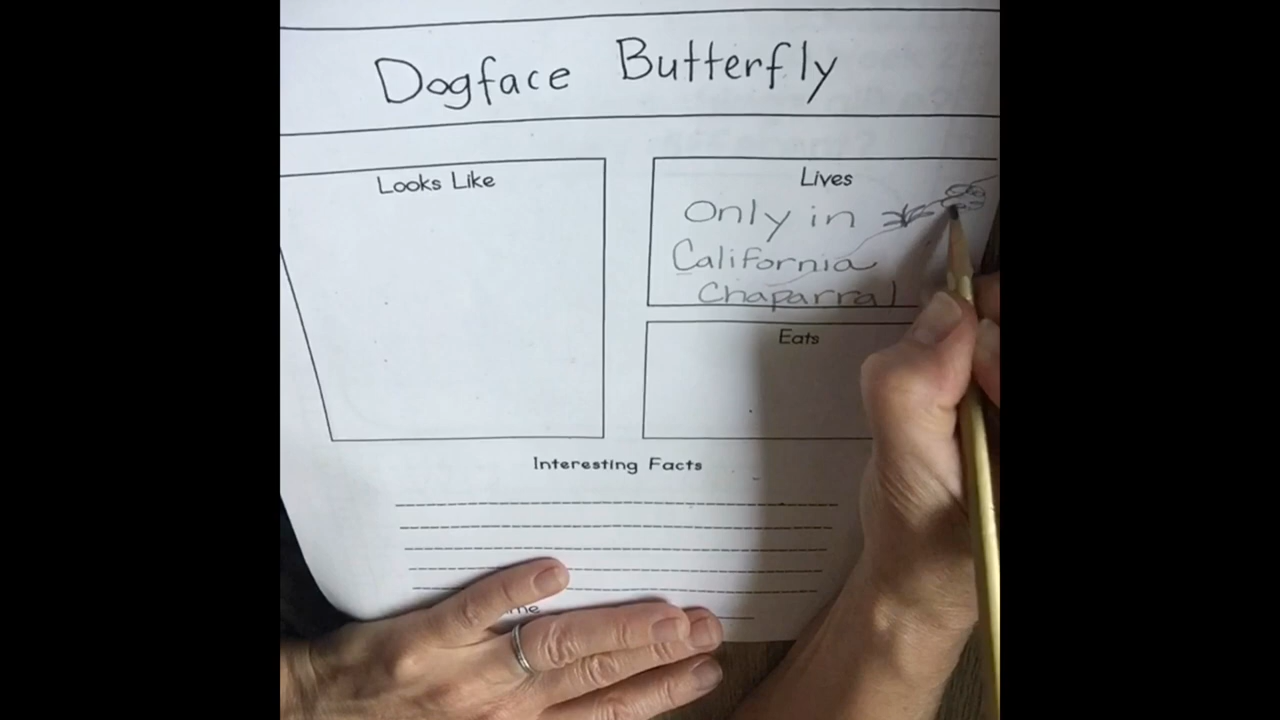 Dogface Butterfly
Looks Like
Lives
Only in
California
Chaparral
Eats
Interesting Facts